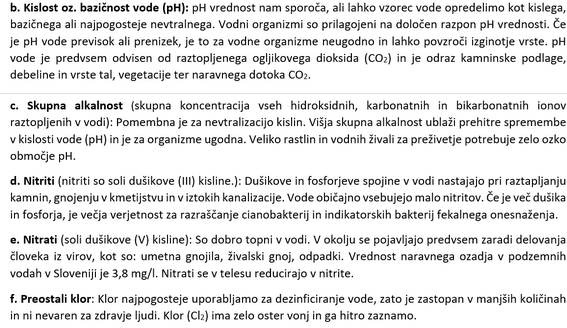 b. Kislost oz. bazičnost vode (pH): pH vrednost nam sporoča, ali lahko vzorec vode opredelimo kot kislega,
bazičnega ali najpogosteje nevtralnega. Vodni organizmi so prilagojeni na določen razpon pH vrednosti. Če
je pH vode previsok ali prenizek, je to za vodne organizme neugodno in lahko povzroči izginotje vrste. pH
vode je predvsem odvisen od raztopljenega ogljikovega dioksida (CO₂) in je odraz kamninske podlage,
debeline in vrste tal, vegetacije ter naravnega dotoka CO₂.
c. Skupna alkalnost (skupna koncentracija vseh hidroksidnih, karbonatnih in bikarbonatnih ionov
raztopljenih v vodi): Pomembna je za nevtralizacijo kislin. Višja skupna alkalnost ublaži prehitre spremembe
v kislosti vode (pH) in je za organizme ugodna. Veliko rastlin in vodnih živali za preživetje potrebuje zelo ozko
območje pH.
d. Nitriti (nitriti so soli dušikove (III) kisline.): Dušikove in fosforjeve spojine v vodi nastajajo pri raztapljanju
kamnin, gnojenju v kmetijstvu in v iztokih kanalizacije. Vode običajno vsebujejo malo nitritov. Če je več dušika
in fosforja, je večja verjetnost za razraščanje cianobakterij in indikatorskih bakterij fekalnega onesnaženja.
e. Nitrati (soli dušikove (V) kisline): So dobro topni v vodi. V okolju se pojavljajo predvsem zaradi delovanja
človeka iz virov, kot so: umetna gnojila, živalski gnoj, odpadki. Vrednost naravnega ozadja v podzemnih
vodah v Sloveniji je 3,8 mg/l. Nitrati se v telesu reducirajo v nitrite.
f. Preostali klor: Klor najpogosteje uporabljamo za dezinficiranje vode, zato je zastopan v manjših količinah
in ni nevaren za zdravje ljudi. Klor (Cl₂) ima zelo oster vonj in ga hitro zaznamo.